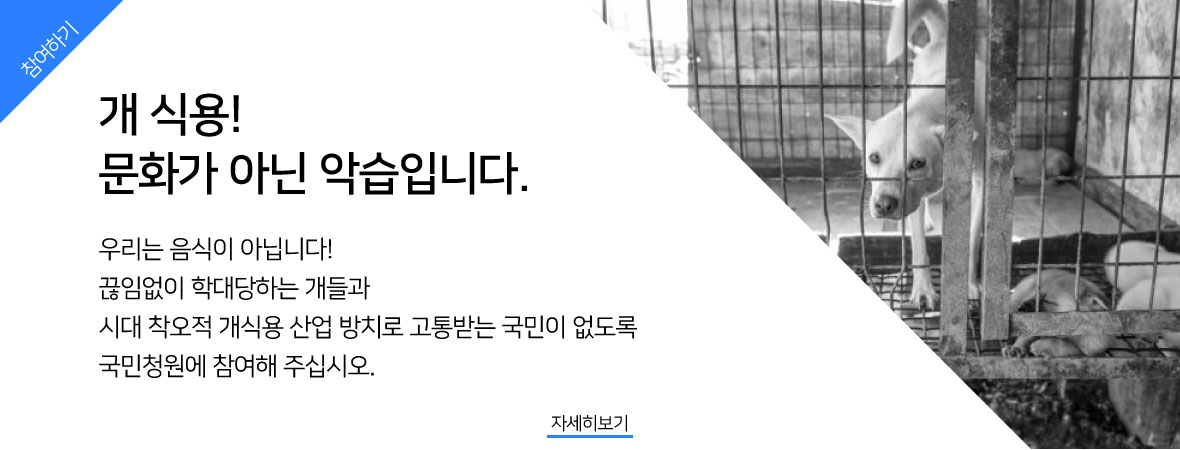 참여하기
개 식용!
문화가 아닌 악습입니다.
우리는 음식이 아닙니다!
끊임없이 학대당하는 개들과
시대 착오적 개식용 산업 방치로 고통받는 국민이 없도록
국민청원에 참여해 주십시오.
자세히보기